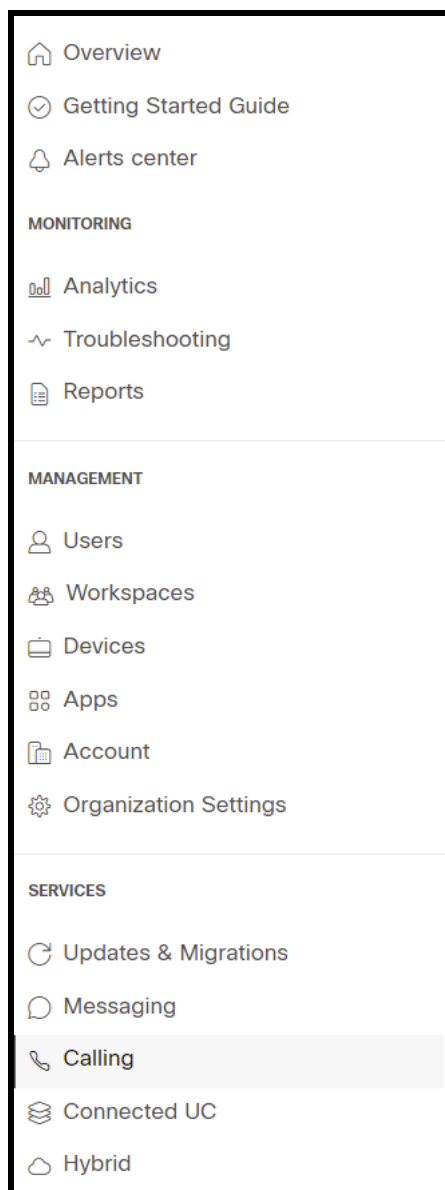 Overview
Getting Started Guide
Alerts center
MONITORING
Analytics
Troubleshooting
Reports
MANAGEMENT
Users
Workspaces
Devices
Apps
Account
Organization Settings
SERVICES
Updates & Migrations
Messaging
Calling
Connected UC
Hybrid